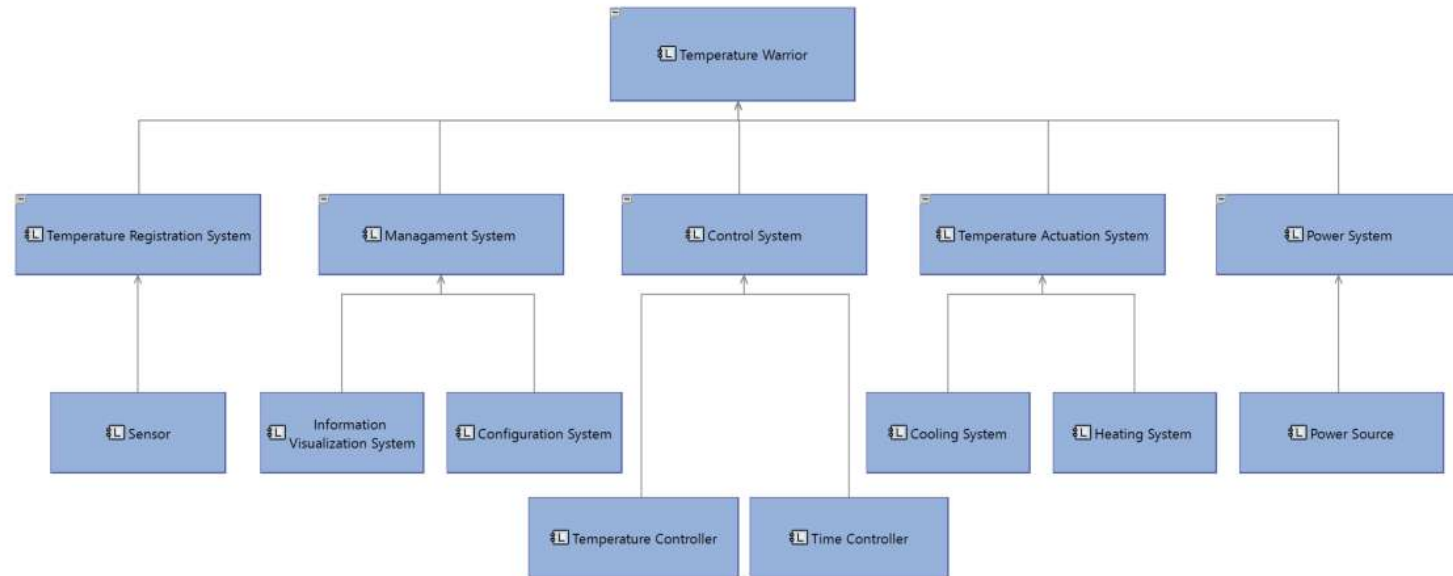 Temperature Warrior
Temperature Registration System
Managament System
Control System
Temperature Actuation System
Power System
Sensor
Information
Visualization System
Configuration System
Cooling System
Heating System
Power Source
Temperature Controller
Time Controller